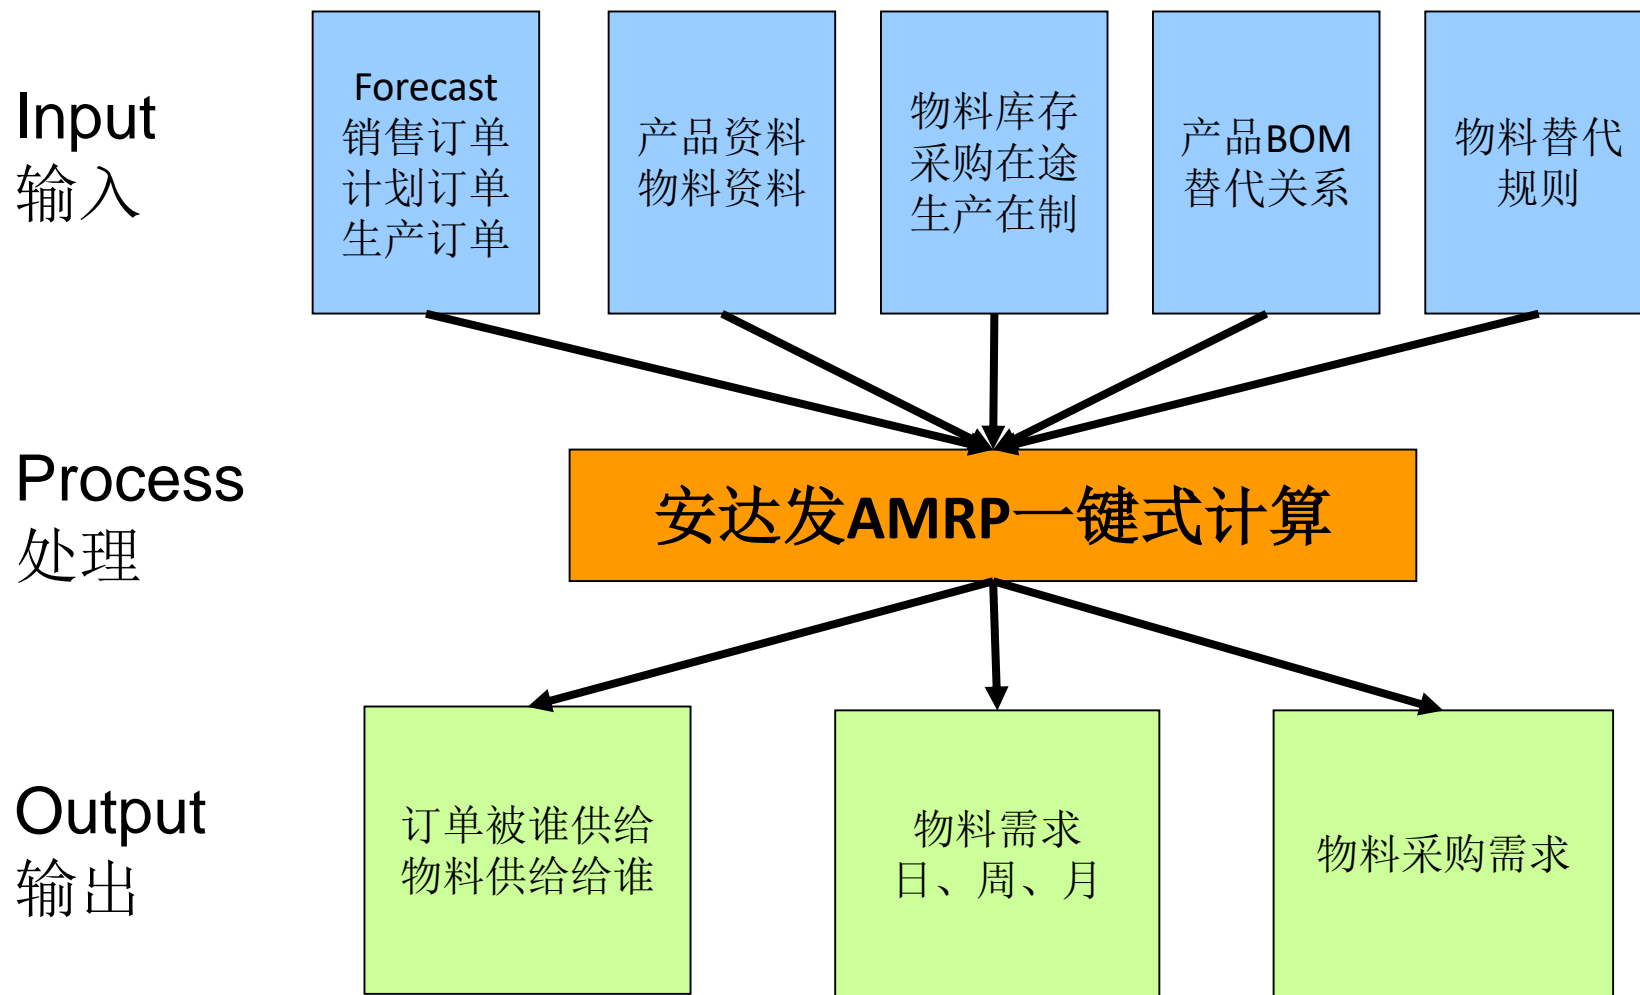 Input
输入
Forecast
销售订单
计划订单
生产订单
产品资料
物料资料
物料库存
采购在途
生产在制
产品BOM
替代关系
物料替代
规则
Process
处理
安达发AMRP一键式计算
Output
输出
订单被谁供给
物料供给给谁
物料需求
日、周、月
物料采购需求